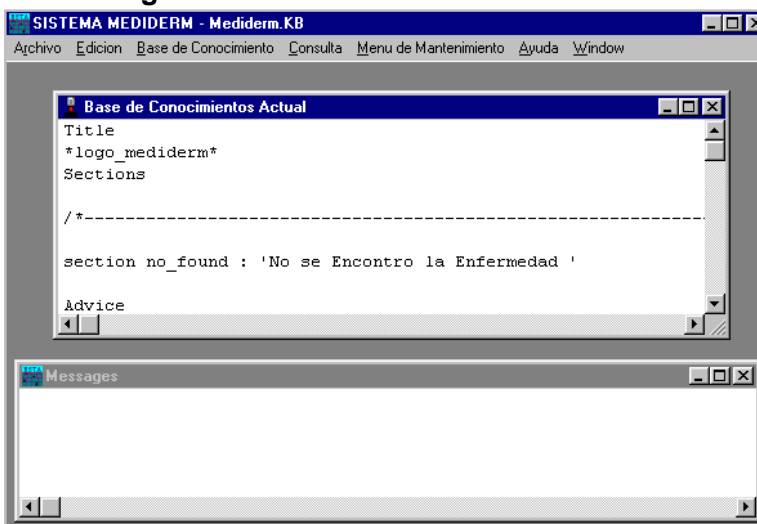 SISTEMA MEDIDERM - Mediderm.KB
Archivo Edicion Base de Conocimiento Consulta Menu de Mantenimiento Ayuda Window
Base de Conocimientos Actual
Title
*logo_mediderm*
Sections
/*------------------------------------------------------------
section no_found : 'No se Encontro la Enfermedad '
Advice
Messages